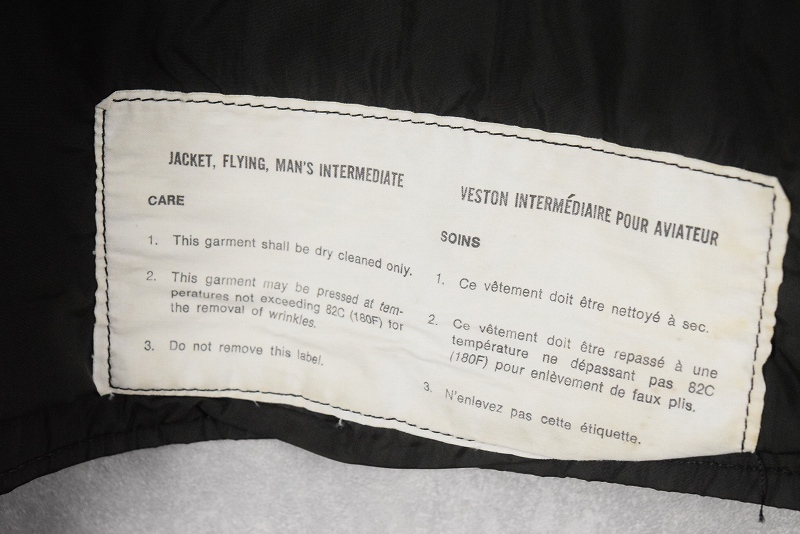 JACKET, FLYING, MAN'S INTERMEDIATE
CARE
1. This garment shall be dry cleaned only.
2. This garment may be pressed at tem-
peratures not exceeding 82C (180F) for
the removal of wrinkles.
3. Do not remove this label.
VESTON INTERMÉDIAIRE POUR AVIATEUR
SOINS
1. Ce vêtement doit être nettoyé à sec.
2. Ce vêtement doit être repassé à une
température ne dépassant pas 82C
(180F) pour enlèvement de faux plis.
3. N'enlevez pas cette étiquette.